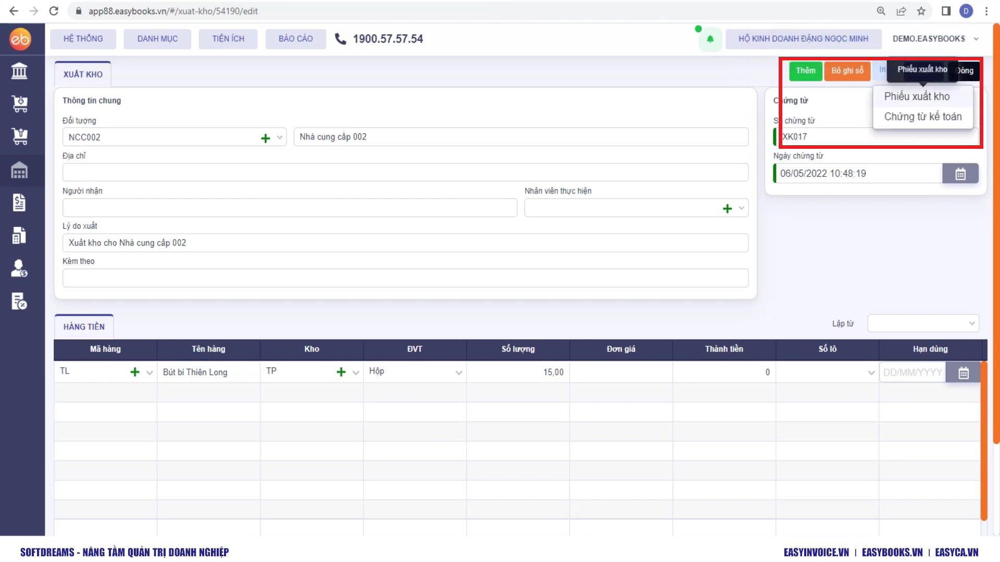 app88.easybooks.vn/#/xuat-kho/54190/edit
D
eb
HỆ THỐNG
DANH MỤC
TIỆN ÍCH
BÁO CÁO
1900.57.57.54
HỘ KINH DOANH ĐẶNG NGỌC MINH
DEMO.EASYBOOKS
XUẤT KHO
Thêm
Bỏ ghi sổ
In
Phiếu xuất kho
Đóng
Phiếu xuất kho
Chứng từ kế toán
Thông tin chung
Đối tượng
NCC002
Nhà cung cấp 002
Địa chỉ
Người nhận
Nhân viên thực hiện
Lý do xuất
Xuất kho cho Nhà cung cấp 002
Kèm theo
Chứng từ
Số chứng từ
XK017
Ngày chứng từ
06/05/2022 10:48:19
HÀNG TIỀN
Lập từ
Mã hàng Tên hàng Kho ĐVT Số lượng Đơn giá Thành tiền Số lô Hạn dùng
TL Bút bi Thiên Long TP Hộp 15,00 0 DD/MM/YYYY
SOFTDREAMS - NÂNG TẦM QUẢN TRỊ DOANH NGHIỆP
EASYINVOICE.VN | EASYBOOKS.VN | EASYCA.VN